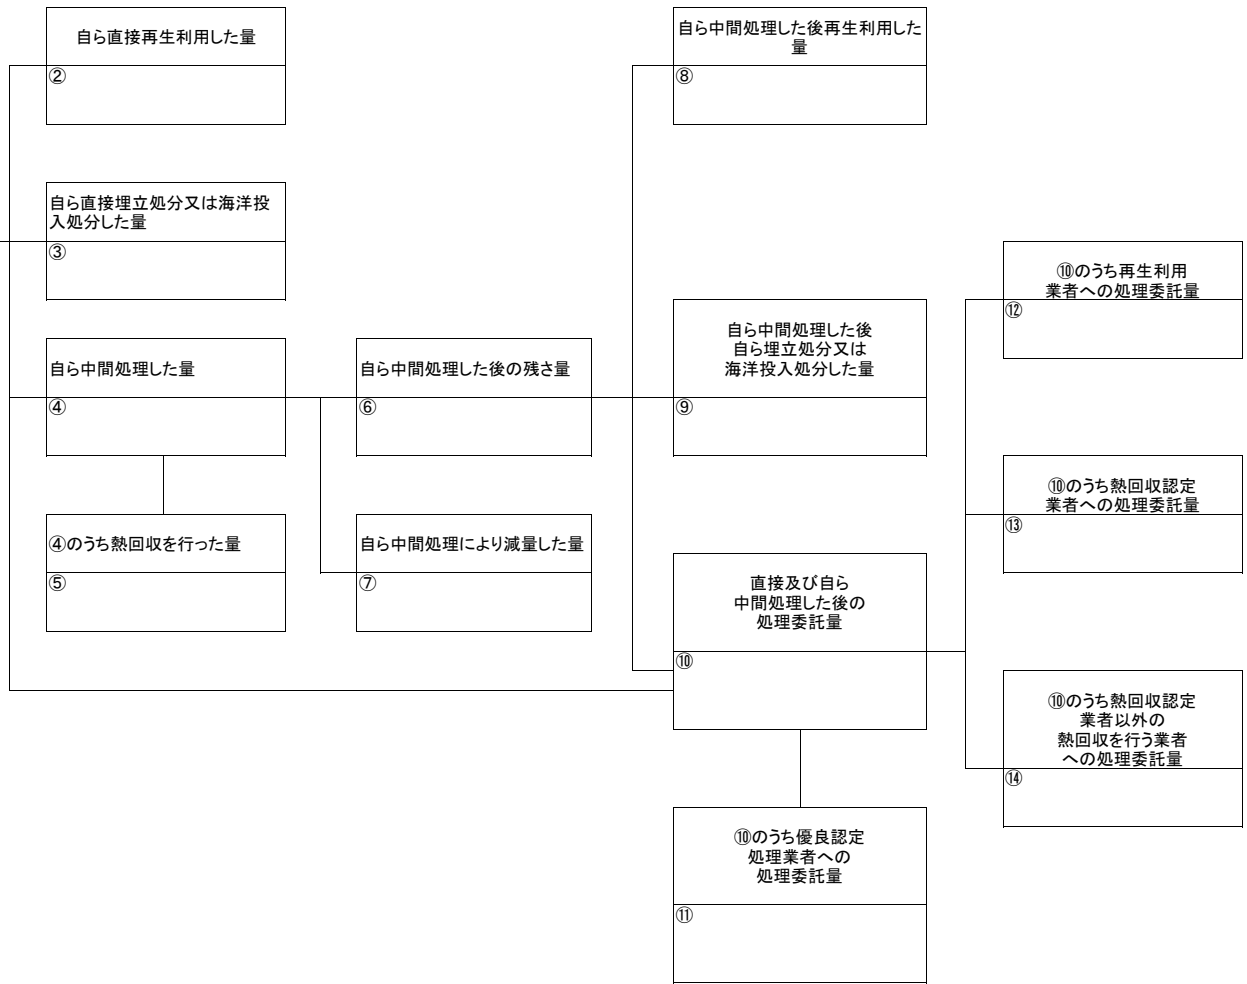 自ら直接再生利用した量
②
自ら直接埋立処分又は海洋投
入処分した量
③
自ら中間処理した量
④
④のうち熱回収を行った量
⑤
自ら中間処理した後の残さ量
⑥
自ら中間処理により減量した量
⑦
自ら中間処理した後再生利用した
量
⑧
自ら中間処理した後
自ら埋立処分又は
海洋投入処分した量
⑨
直接及び自ら
中間処理した後の
処理委託量
⑩
⑩のうち優良認定
処理業者への
処理委託量
⑪
⑩のうち再生利用
業者への処理委託量
⑫
⑩のうち熱回収認定
業者への処理委託量
⑬
⑩のうち熱回収認定
業者以外の
熱回収を行う業者
への処理委託量
⑭